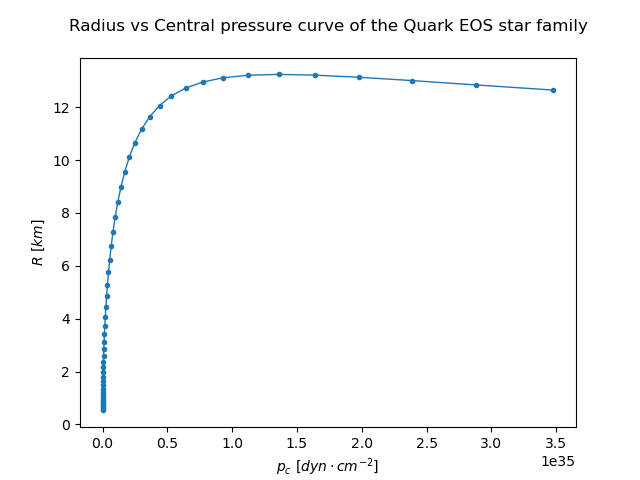 Radius vs Central pressure curve of the Quark EOS star family
12
10
8
6
4
2
0
R [km]
0.0 0.5 1.0 1.5 2.0 2.5 3.0 3.5
1e35
p_c [dyn · cm^{-2}]